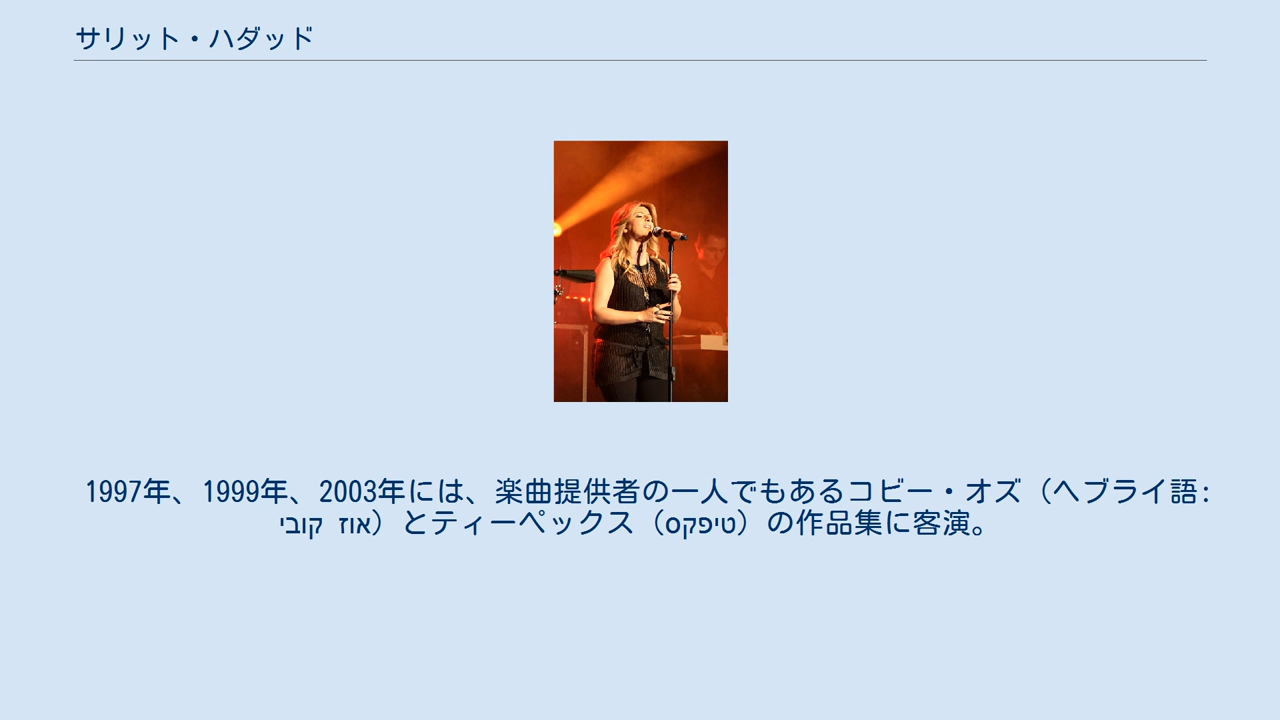 サリット・ハダッド
1997年、1999年、2003年には、楽曲提供者の一人でもあるコビー・オズ（ヘブライ語:
קובי אוז）とティーペックス（טיפקס）の作品集に客演。